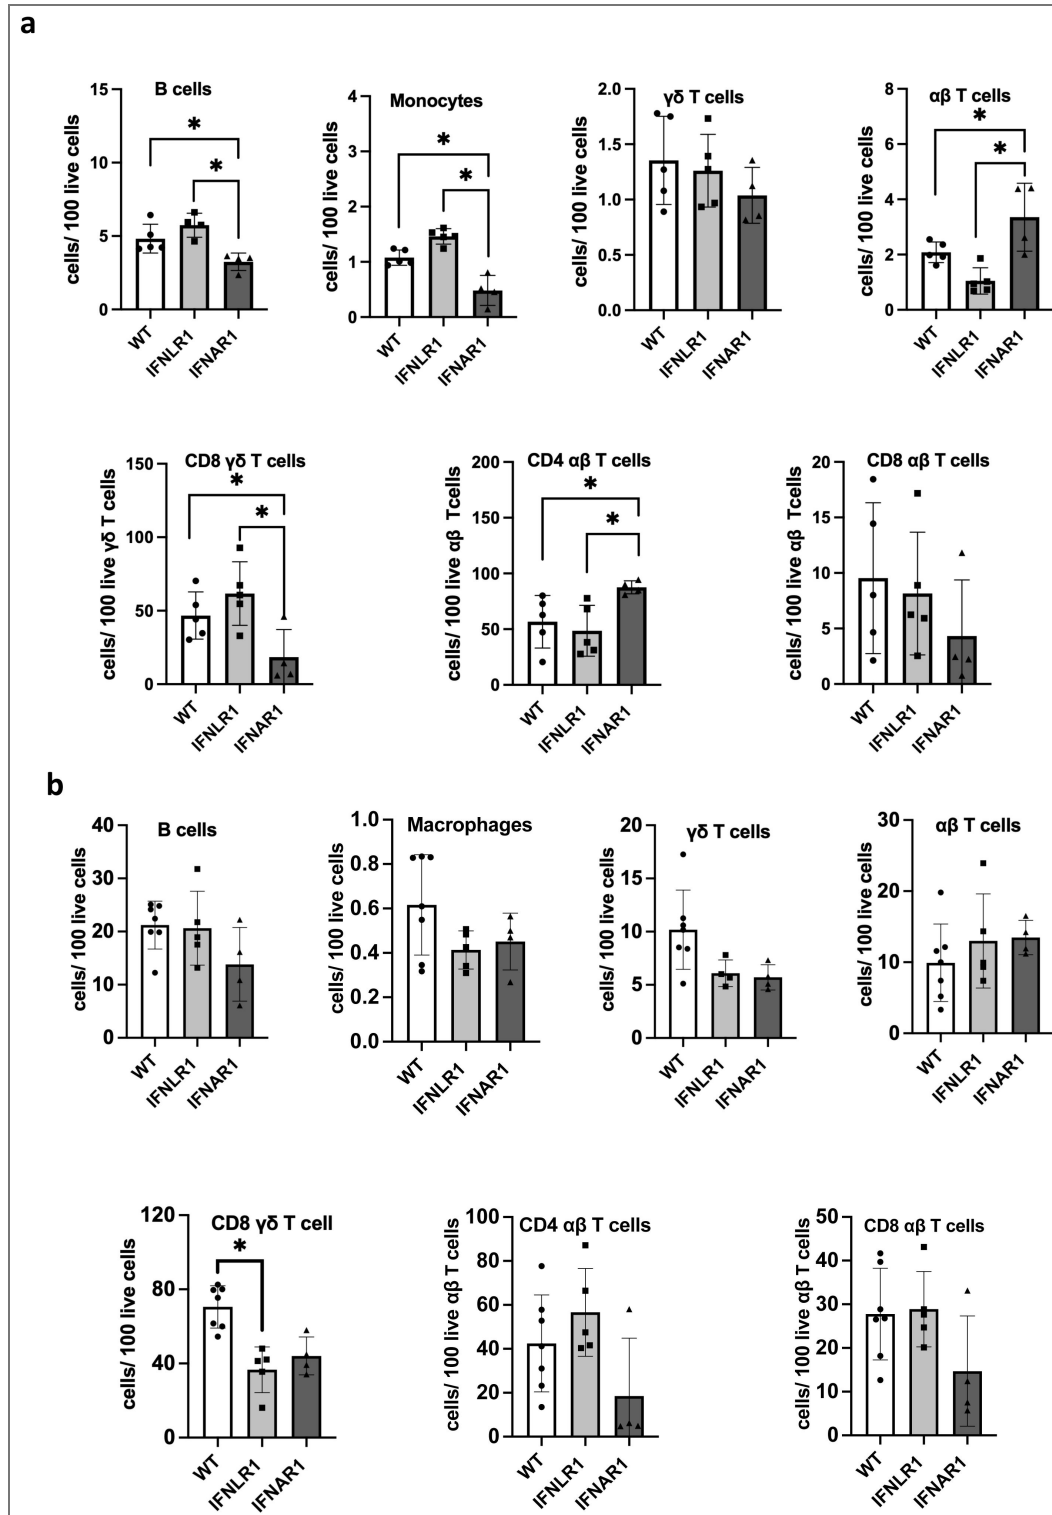 a
B cells
cells/ 100 live cells
15
10
5
0
*
*
WT
IFNLR1
IFNAR1
Monocytes
cells/ 100 live cells
4
3
2
1
0
*
*
WT
IFNLR1
IFNAR1
γδ T cells
cells/ 100 live cells
2.0
1.5
1.0
0.5
0.0
WT
IFNLR1
IFNAR1
αβ T cells
cells/ 100 live cells
8
6
4
2
0
*
*
WT
IFNLR1
IFNAR1
CD8 γδ T cells
cells/ 100 live γδ T cells
150
100
50
0
*
*
WT
IFNLR1
IFNAR1
CD4 αβ T cells
cells/ 100 live αβ Tcells
200
150
100
50
0
*
*
WT
IFNLR1
IFNAR1
CD8 αβ T cells
cells/ 100 live αβ Tcells
20
15
10
5
0
WT
IFNLR1
IFNAR1
b
B cells
cells/ 100 live cells
40
30
20
10
0
WT
IFNLR1
IFNAR1
Macrophages
cells/ 100 live cells
1.0
0.8
0.6
0.4
0.2
0.0
WT
IFNLR1
IFNAR1
γδ T cells
cells/ 100 live cells
20
15
10
5
0
WT
IFNLR1
IFNAR1
αβ T cells
cells/ 100 live cells
30
20
10
0
WT
IFNLR1
IFNAR1
CD8 γδ T cell
cells/ 100 live cells
120
80
40
0
*
WT
IFNLR1
IFNAR1
CD4 αβ T cells
cells/ 100 live αβ T cells
100
80
60
40
20
0
WT
IFNLR1
IFNAR1
CD8 αβ T cells
cells/ 100 live αβ T cells
50
40
30
20
10
0
WT
IFNLR1
IFNAR1